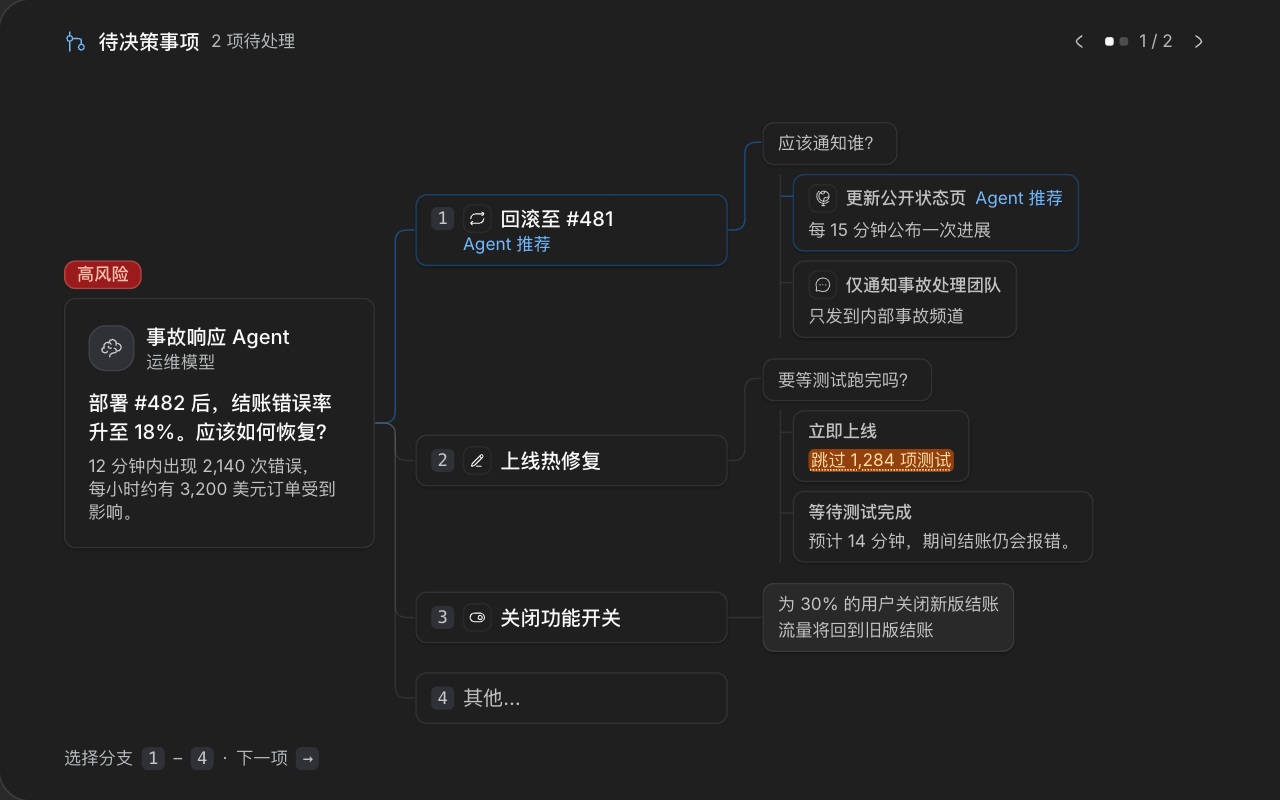 待决策事项 2 项待处理
1 / 2
高风险
事故响应 Agent
运维模型
部署 #482 后，结账错误率
升至 18%。应该如何恢复?
12 分钟内出现 2,140 次错误，
每小时约有 3,200 美元订单受到
影响。
1 回滚至 #481
Agent 推荐
应该通知谁?
更新公开状态页 Agent 推荐
每 15 分钟公布一次进展
仅通知事故处理团队
只发到内部事故频道
2 上线热修复
要等测试跑完吗?
立即上线
跳过 1,284 项测试
等待测试完成
预计 14 分钟，期间结账仍会报错。
3 关闭功能开关
为 30% 的用户关闭新版结账
流量将回到旧版结账
4 其他...
选择分支 1 – 4 · 下一项 →